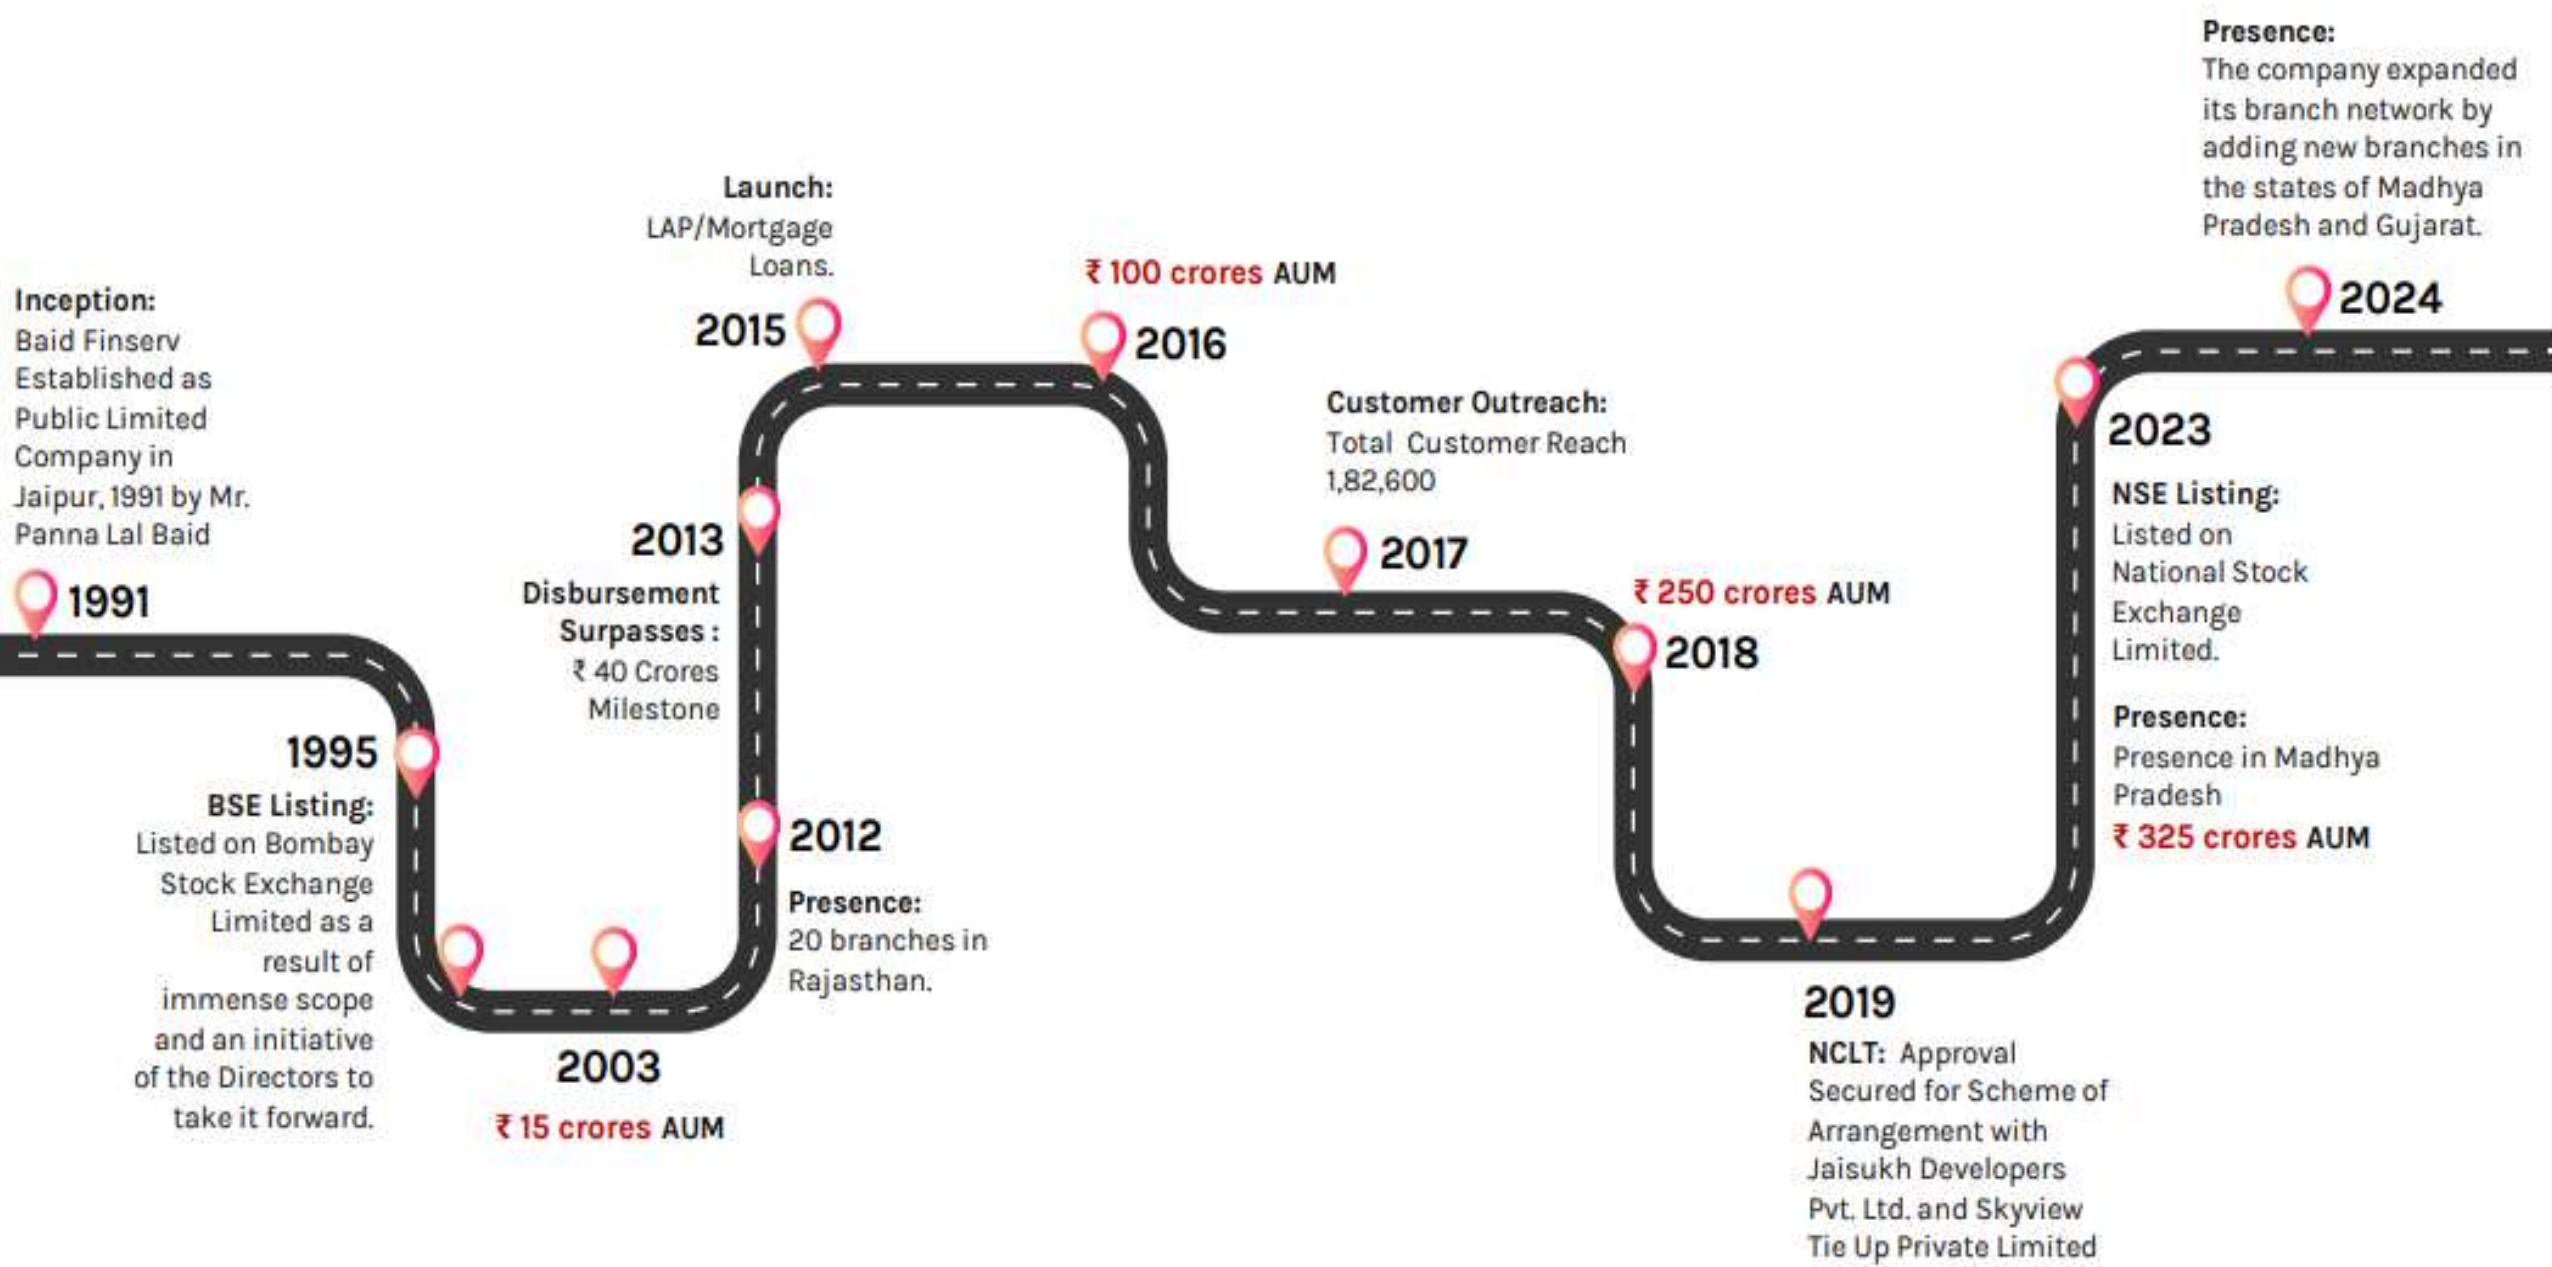 Inception:
Baid Finserv
Established as
Public Limited
Company in
Jaipur, 1991 by Mr.
Panna Lal Baid
1991
1995
BSE Listing:
Listed on Bombay
Stock Exchange
Limited as a
result of
immense scope
and an initiative
of the Directors to
take it forward.
2003
₹ 15 crores AUM
2012
Presence:
20 branches in
Rajasthan.
2013
Disbursement
Surpasses :
₹ 40 Crores
Milestone
Launch:
LAP/Mortgage
Loans.
2015
₹ 100 crores AUM
2016
Customer Outreach:
Total Customer Reach
1,82,600
2017
₹ 250 crores AUM
2018
2019
NCLT: Approval
Secured for Scheme of
Arrangement with
Jaisukh Developers
Pvt. Ltd. and Skyview
Tie Up Private Limited
2023
NSE Listing:
Listed on
National Stock
Exchange
Limited.
Presence:
Presence in Madhya
Pradesh
₹ 325 crores AUM
Presence:
The company expanded
its branch network by
adding new branches in
the states of Madhya
Pradesh and Gujarat.
2024